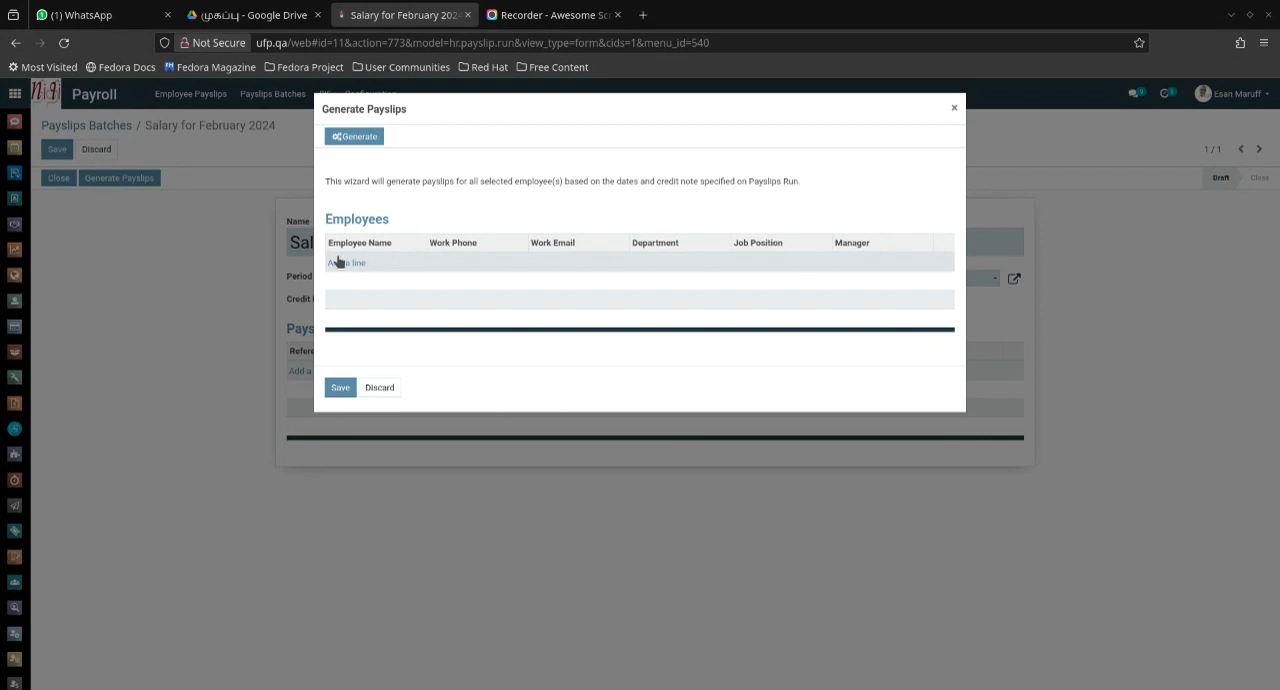 (1) WhatsApp
முகப்பு - Google Drive
Salary for February 202
Recorder - Awesome Sc
Not Secure
ufp.qa/web#id=11&action=773&model=hr.payslip.run&view_type=form&cids=1&menu_id=540
Most Visited
Fedora Docs
Fedora Magazine
Fedora Project
User Communities
Red Hat
Free Content
Payroll
Employee Payslips
Payslips Batches
Esan Maruff
Payslips Batches / Salary for February 2024
Save
Discard
1 / 1
Close
Generate Payslips
Draft
Close
Generate Payslips
Generate
This wizard will generate payslips for all selected employee(s) based on the dates and credit note specified on Payslips Run.
Employees
Employee Name
Work Phone
Work Email
Department
Job Position
Manager
line
Save
Discard
Name
Sal
Period
Credit
Pays
Refere
Add a